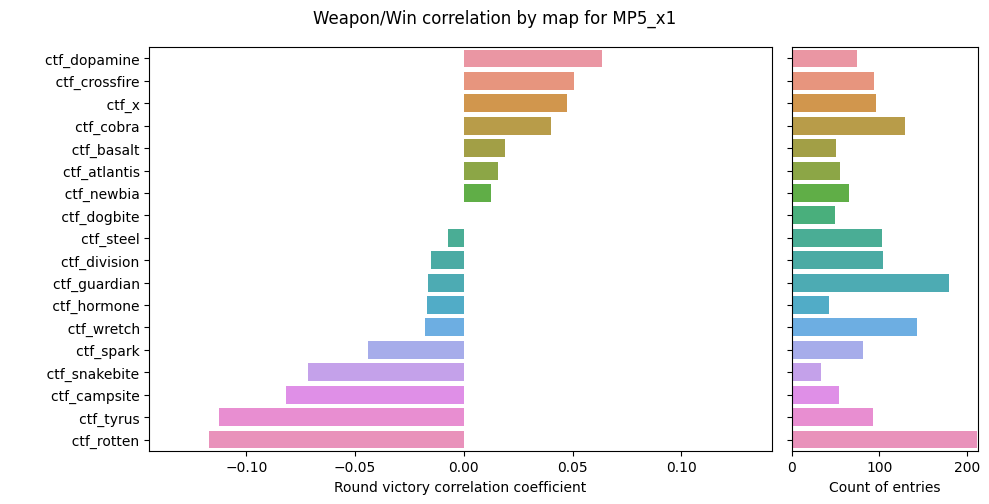 Weapon/Win correlation by map for MP5_x1
ctf_dopamine
ctf_crossfire
ctf_x
ctf_cobra
ctf_basalt
ctf_atlantis
ctf_newbia
ctf_dogbite
ctf_steel
ctf_division
ctf_guardian
ctf_hormone
ctf_wretch
ctf_spark
ctf_snakebite
ctf_campsite
ctf_tyrus
ctf_rotten
−0.10 −0.05 0.00 0.05 0.10
Round victory correlation coefficient
0 100 200
Count of entries